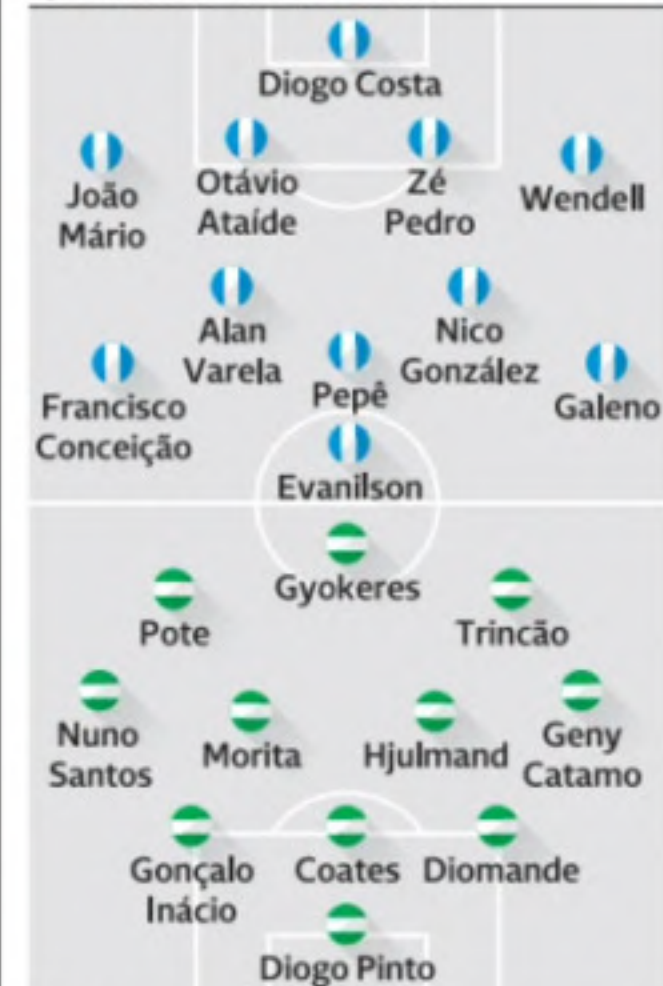 Diogo Costa
João
Mário
Otávio
Ataíde
Zé
Pedro
Wendell
Alan
Varela
Nico
González
Francisco
Conceição
Pepê
Galeno
Evanilson
Gyokeres
Pote
Trincão
Nuno
Santos
Morita
Hjulmand
Geny
Catamo
Gonçalo
Inácio
Coates
Diomande
Diogo Pinto